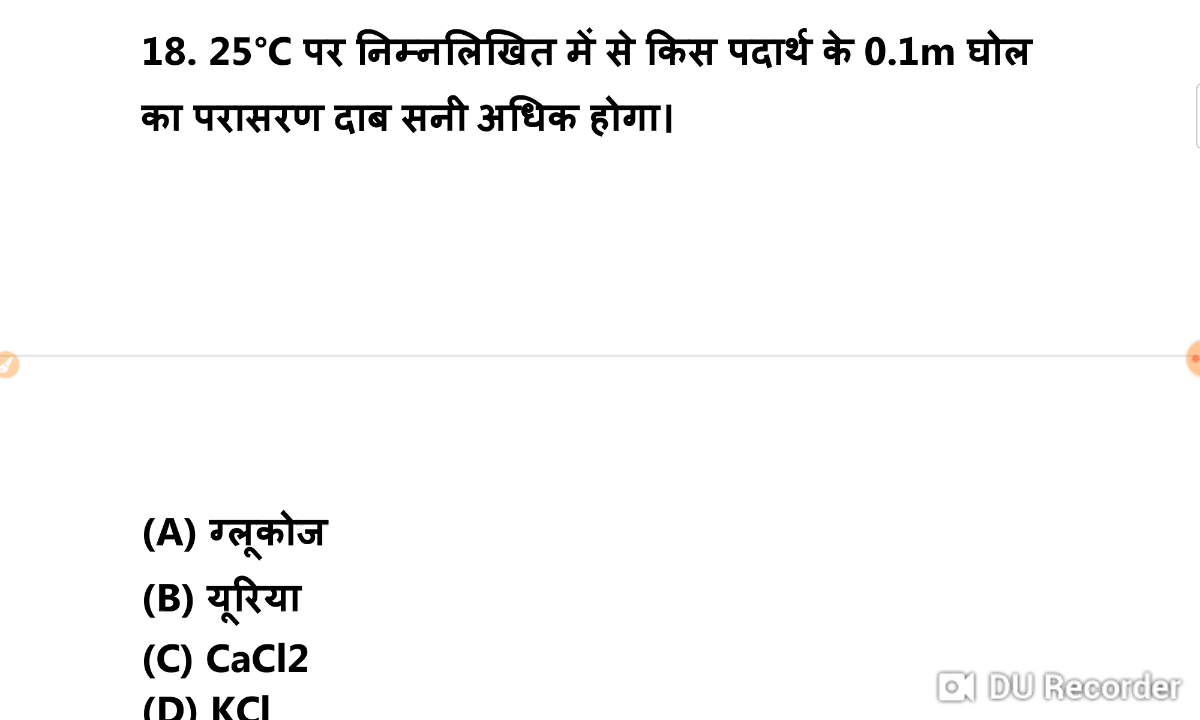 18. 25°C पर निम्नलिखित में से किस पदार्थ के 0.1m घोल
का परासरण दाब सनी अधिक होगा।
(A) ग्लूकोज
(B) यूरिया
(C) CaCl2
(D) KCl
DU Recorder